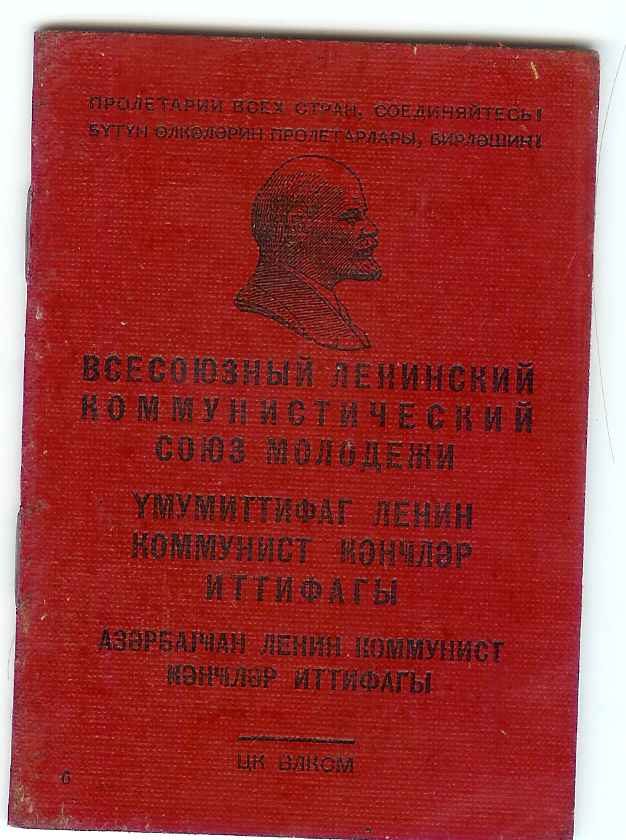 ПРОЛЕТАРИИ ВСЕХ СТРАН, СОЕДИНЯЙТЕСЬ!
БҮТҮН ӨЛКӘЛӘРИН ПРОЛЕТАРЛАРЫ, БИРЛӘШИН!
ВСЕСОЮЗНЫЙ ЛЕНИНСКИЙ
КОММУНИСТИЧЕСКИЙ
СОЮЗ МОЛОДЕЖИ
ҮМУМИТТИФАГ ЛЕНИН
КОММУНИСТ ҜӘНҸЛӘР
ИТТИФАГЫ
АЗӘРБАЈҸАН ЛЕНИН КОММУНИСТ
ҜӘНҸЛӘР ИТТИФАГЫ
ЦК ВЛКСМ
6